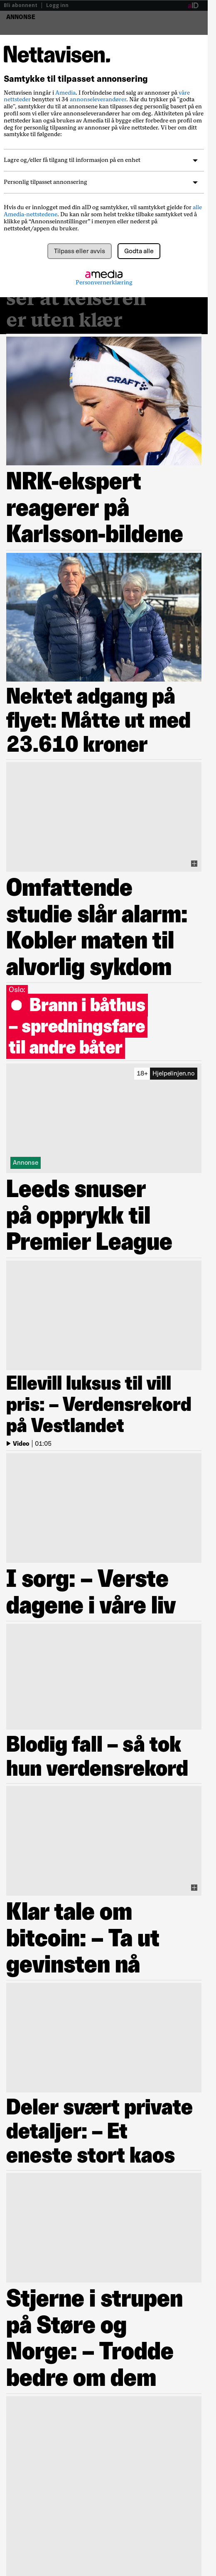 Bli abonnent | Logg inn
aID
ANNONSE
Nettavisen.
Samtykke til tilpasset annonsering
Nettavisen inngår i Amedia. I forbindelse med salg av annonser på våre
nettsteder benytter vi 34 annonseleverandører. Når du trykker på "godta
alle", samtykker du til at annonser kan tilpasses deg personlig basert på en
profil som vi og/eller våre annonseleverandører har om deg. Aktiviteten på våre
nettsteder kan også brukes av Amedia til å bygge eller forbedre en profil om
deg for personlig tilpasning av annonser på våre nettsteder. Vi ber om ditt
samtykke til følgende:
Lagre og/eller få tilgang til informasjon på en enhet
Personlig tilpasset annonsering
Hvis du er innlogget med din aID og samtykker, vil samtykket gjelde for alle
Amedia-nettstedene. Du kan når som helst trekke tilbake samtykket ved å
klikke på “Annonseinnstillinger” i menyen eller nederst på
nettstedet/appen du bruker.
Tilpass eller avvis
Godta alle
amedia
Personvernerklæring
ser at keiseren
er uten klær
CRAFT
NRK-ekspert
reagerer på
Karlsson-bildene
Nektet adgang på
flyet: Måtte ut med
23.610 kroner
Omfattende
studie slår alarm:
Kobler maten til
alvorlig sykdom
Oslo:
Brann i båthus
– spredningsfare
til andre båter
18+ Hjelpelinjen.no
Annonse
Leeds snuser
på opprykk til
Premier League
Ellevill luksus til vill
pris: – Verdensrekord
på Vestlandet
Video | 01:05
I sorg: – Verste
dagene i våre liv
Blodig fall – så tok
hun verdensrekord
Klar tale om
bitcoin: – Ta ut
gevinsten nå
Deler svært private
detaljer: – Et
eneste stort kaos
Stjerne i strupen
på Støre og
Norge: – Trodde
bedre om dem